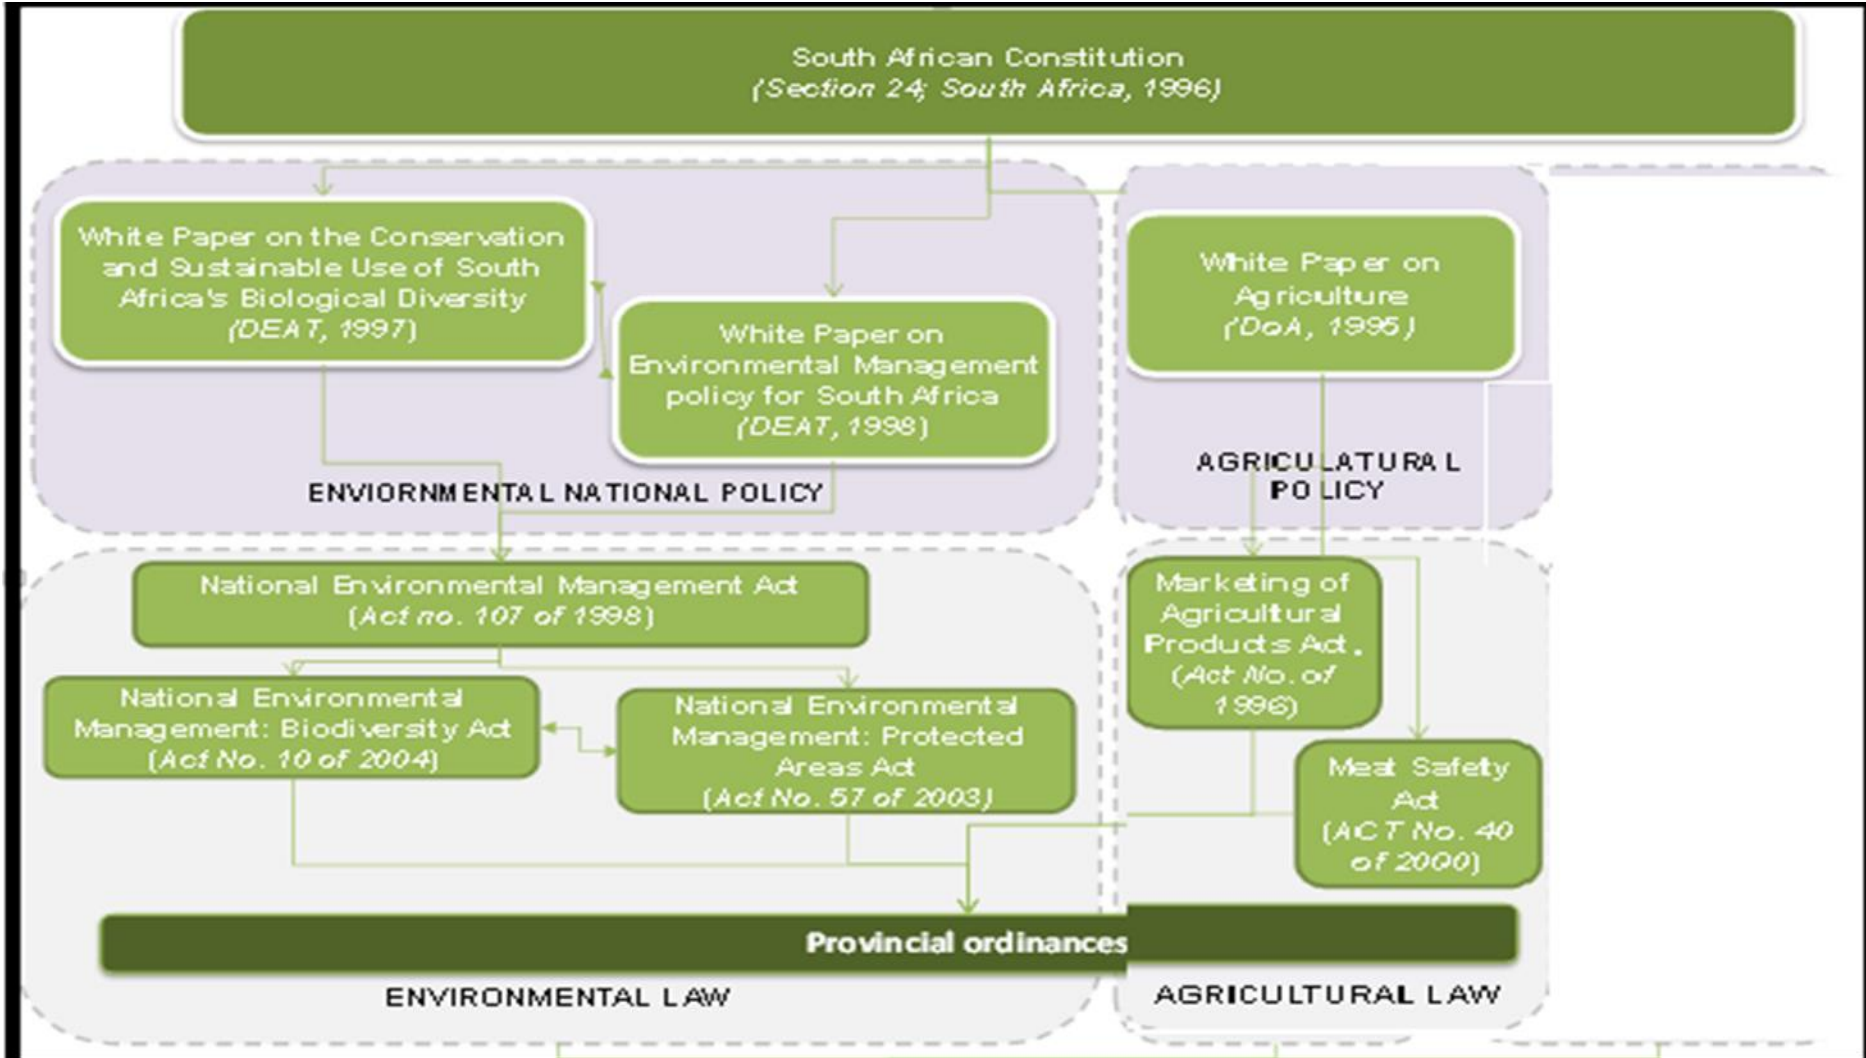 South African Constitution
(Section 24; South Africa, 1996)
White Paper on the Conservation
and Sustainable Use of South
Africa's Biological Diversity
(DEAT, 1997)
White Paper on
Environmental Management
policy for South Africa
(DEAT, 1998)
ENVIORNMENTAL NATIONAL POLICY
White Paper on
Agriculture
(DoA, 1995)
AGRICULATURAL
POLICY
National Environmental Management Act
(Act no. 107 of 1998)
National Environmental
Management: Biodiversity Act
(Act No. 10 of 2004)
National Environmental
Management: Protected
Areas Act
(Act No. 57 of 2003)
Marketing of
Agricultural
Products Act.
(Act No. of
1996)
Meat Safety
Act
(ACT No. 40
of 2000)
Provincial ordinances
ENVIRONMENTAL LAW
AGRICULTURAL LAW